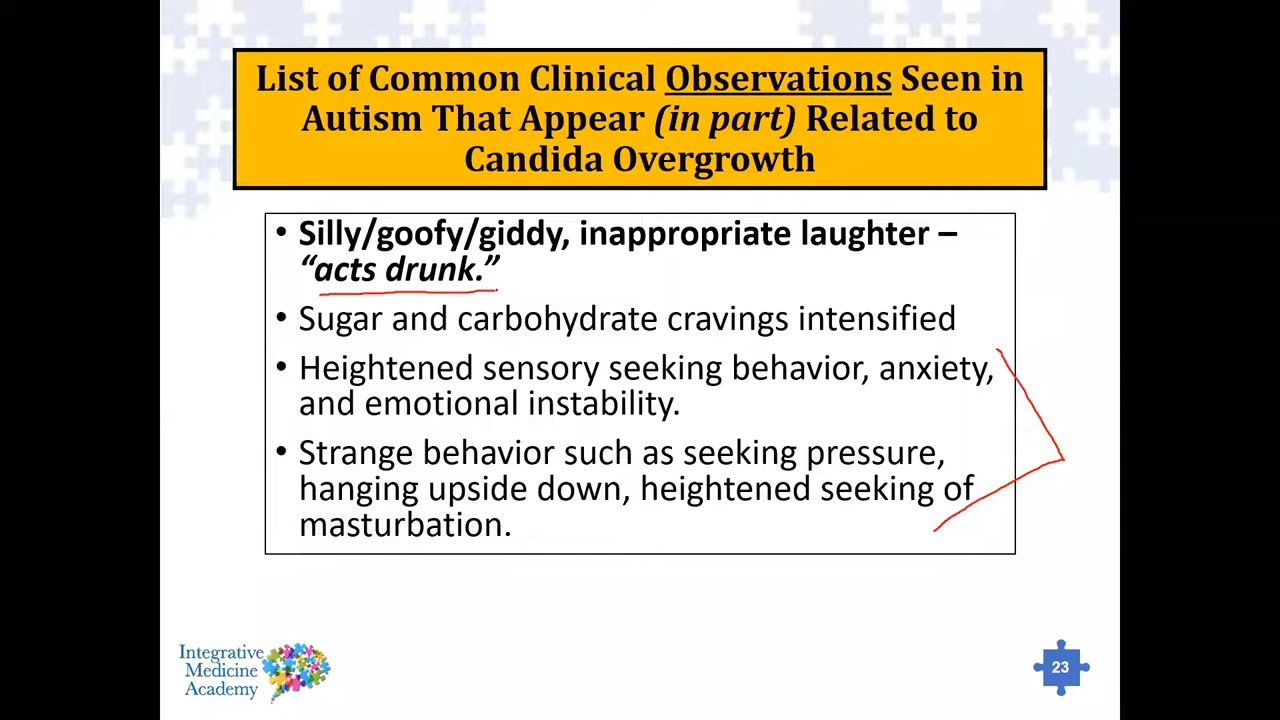 List of Common Clinical Observations Seen in
Autism That Appear (in part) Related to
Candida Overgrowth
• Silly/goofy/giddy, inappropriate laughter –
“acts drunk.”
• Sugar and carbohydrate cravings intensified
• Heightened sensory seeking behavior, anxiety,
and emotional instability.
• Strange behavior such as seeking pressure,
hanging upside down, heightened seeking of
masturbation.
Integrative
Medicine
Academy
23